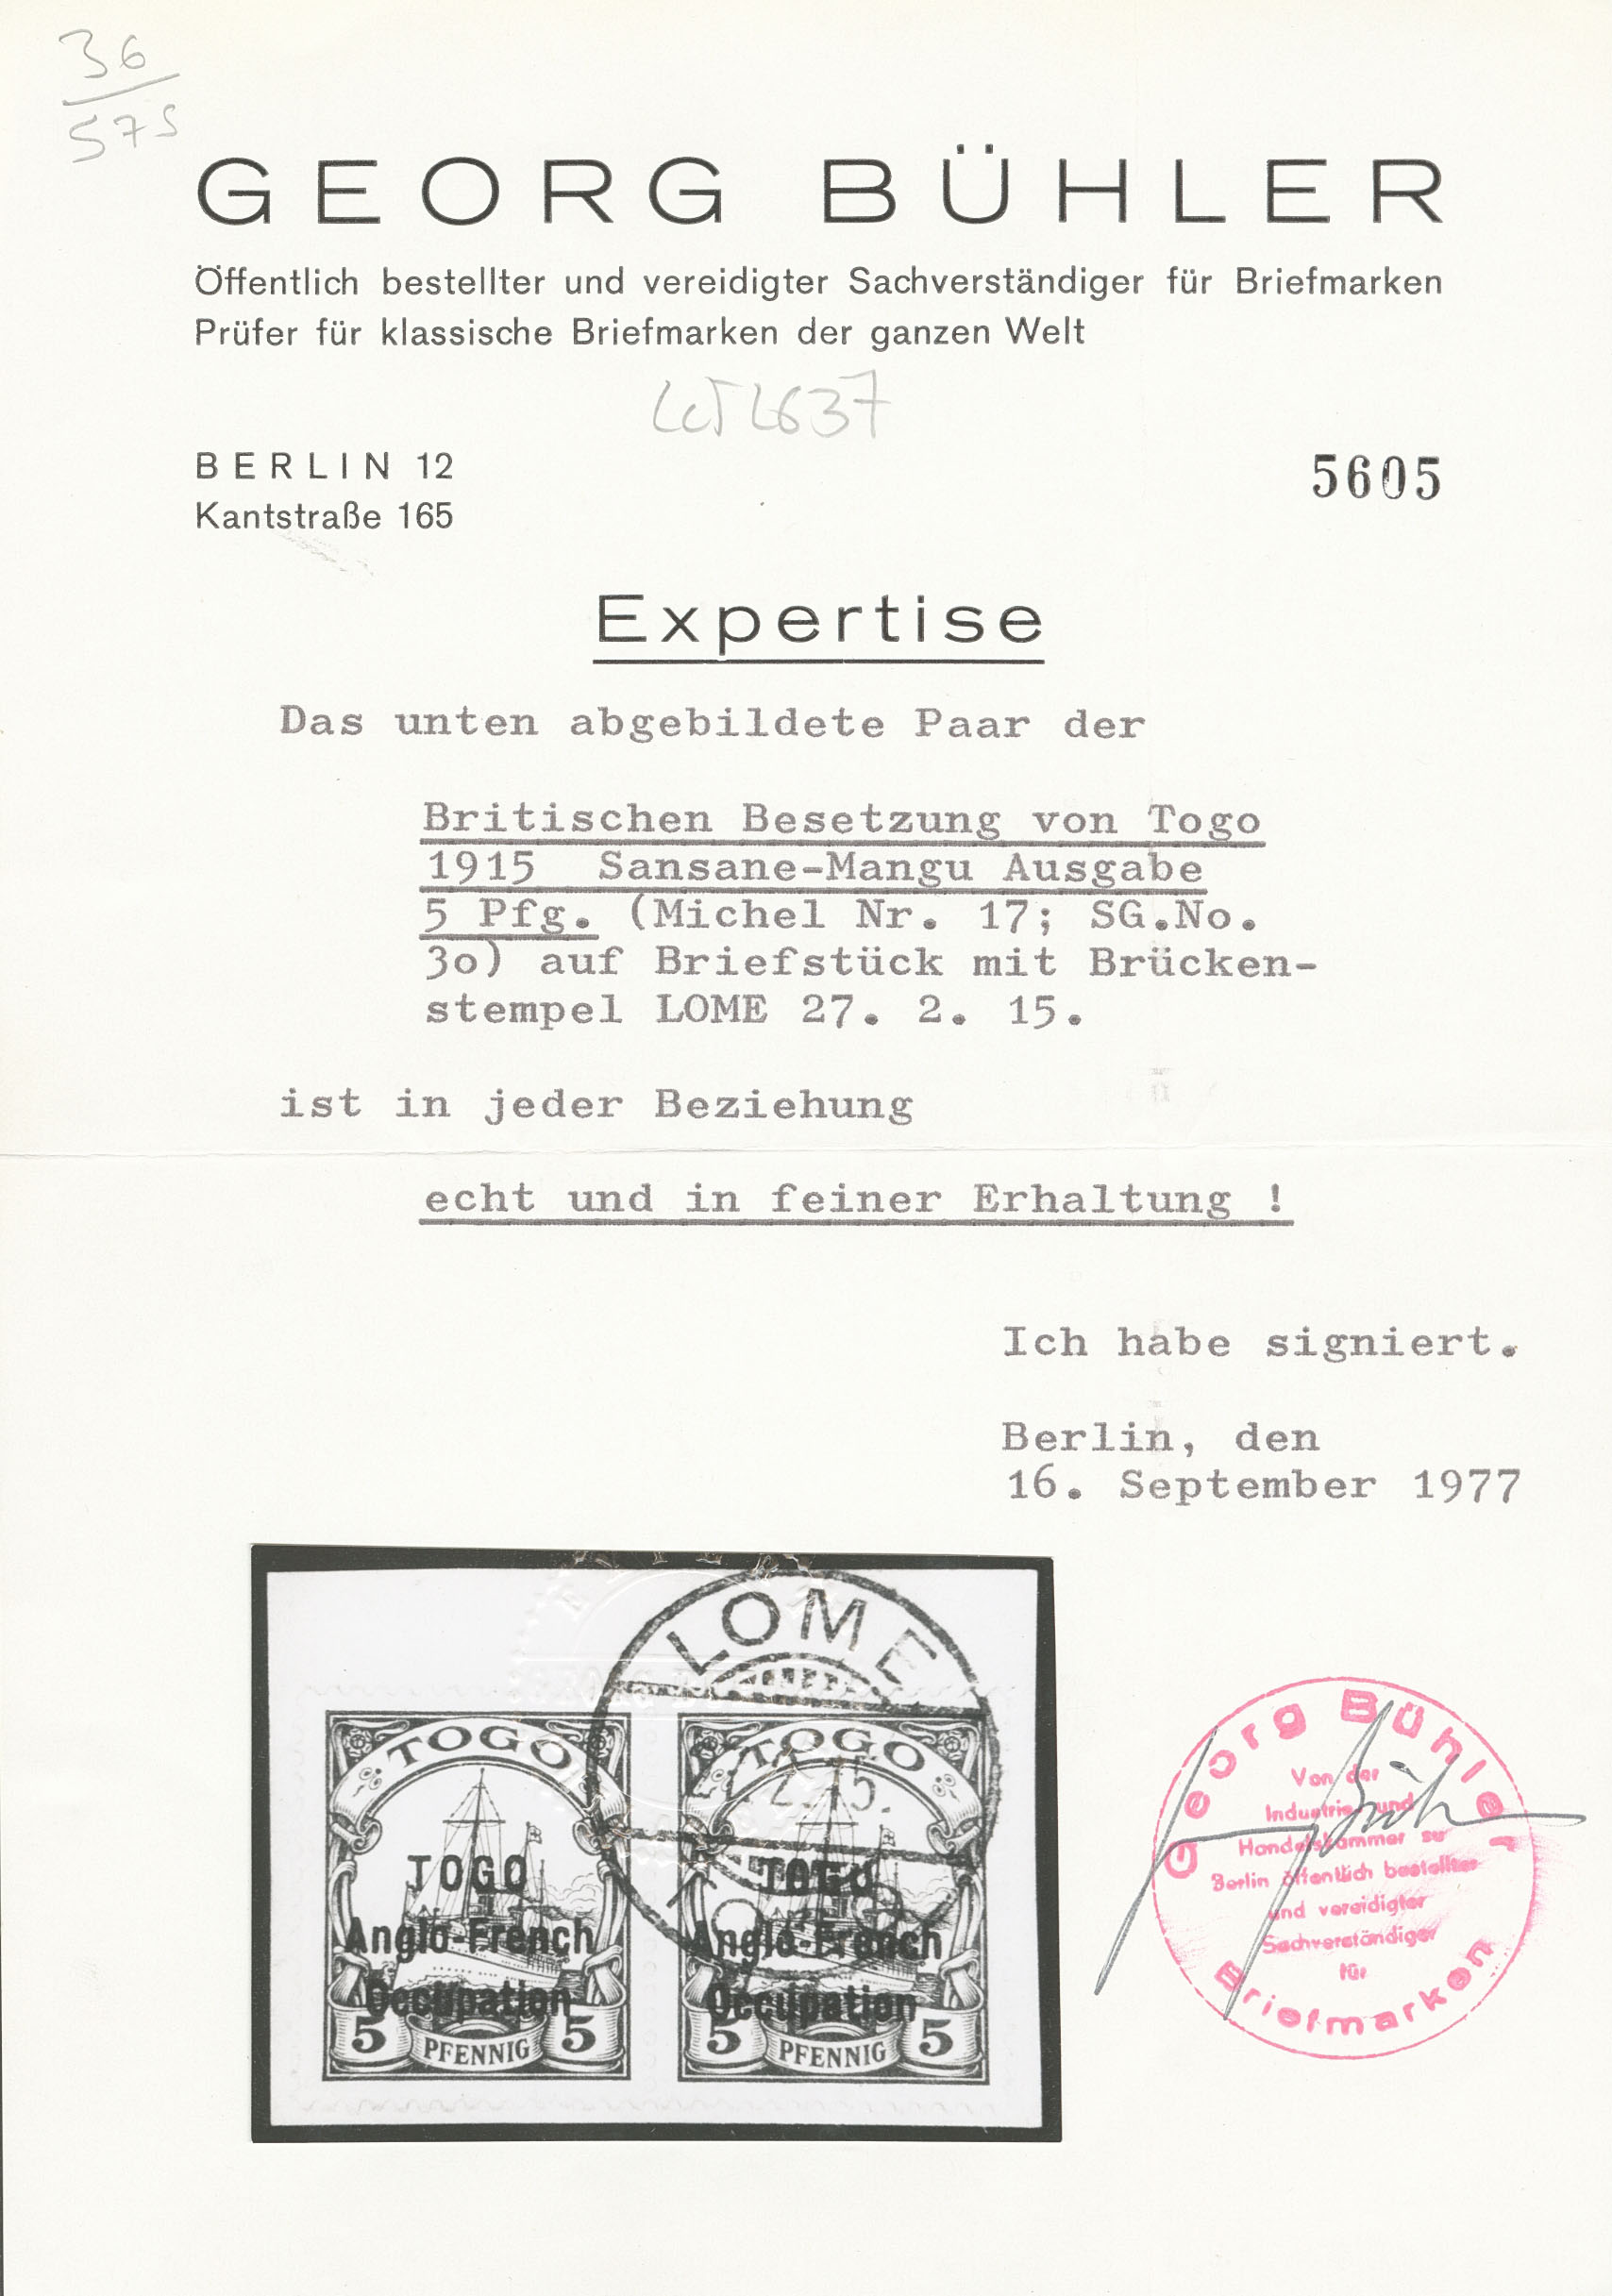 36
575
GEORG BÜHLER
Öffentlich bestellter und vereidigter Sachverständiger für Briefmarken
Prüfer für klassische Briefmarken der ganzen Welt
BERLIN 12
Kantstraße 165
5605
Expertise
Das unten abgebildete Paar der
Britischen Besetzung von Togo
1915 Sansane-Mangu Ausgabe
5 Pfg. (Michel Nr. 17; SG.No.
3o) auf Briefstück mit Brücken-
stempel LOME 27. 2. 15.
ist in jeder Beziehung
echt und in feiner Erhaltung !
Ich habe signiert.
Berlin, den
16. September 1977
LOME
TOGO
TOGO
2.15.
TOGO
Anglo-French
Occupation
5 PFENNIG 5
TOGO
Anglo-French
Occupation
5 PFENNIG 5
Georg Bühler
Von der
Industrie und
Handelskammer zu
Berlin öffentlich bestellter
und vereidigter
Sachverständiger
für
Briefmarken